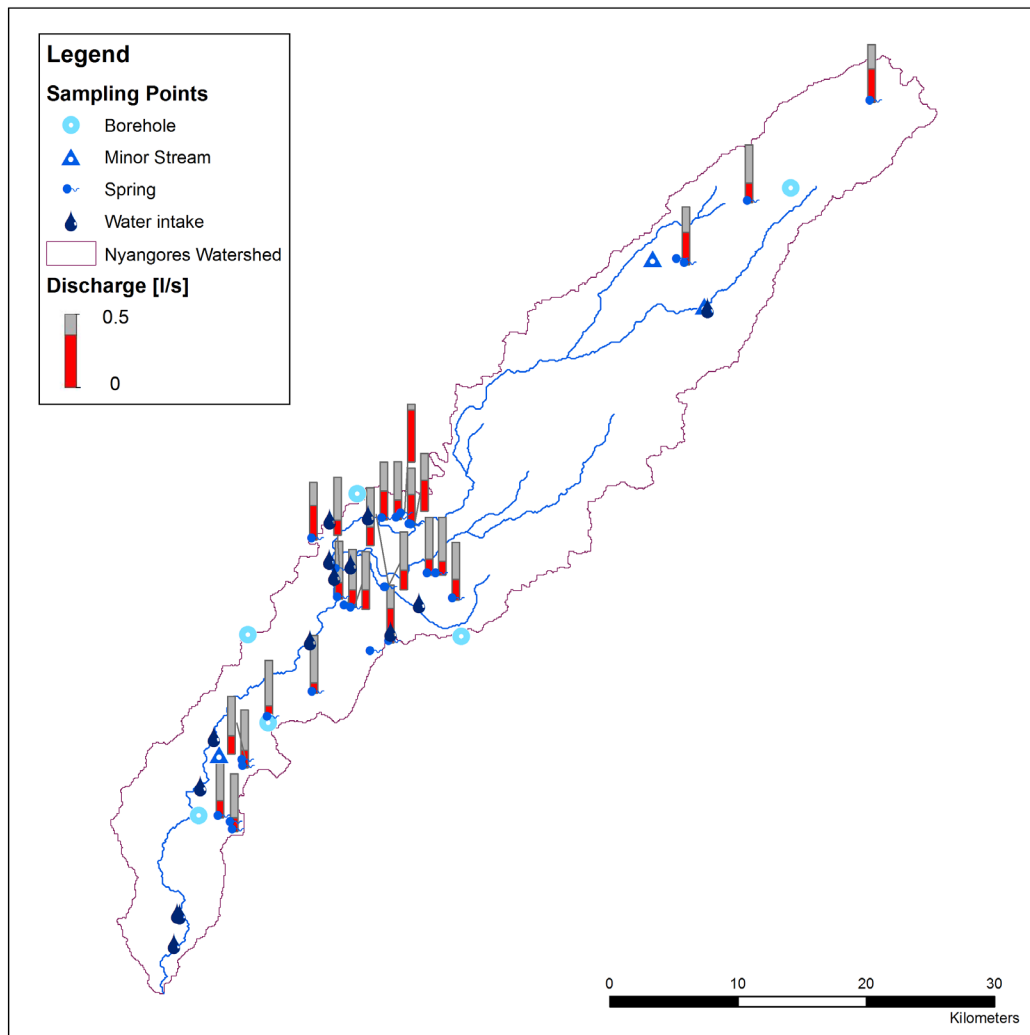 Legend
Sampling Points
Borehole
Minor Stream
Spring
Water intake
Nyangores Watershed
Discharge [l/s]
0.5
0
0 10 20 30
Kilometers